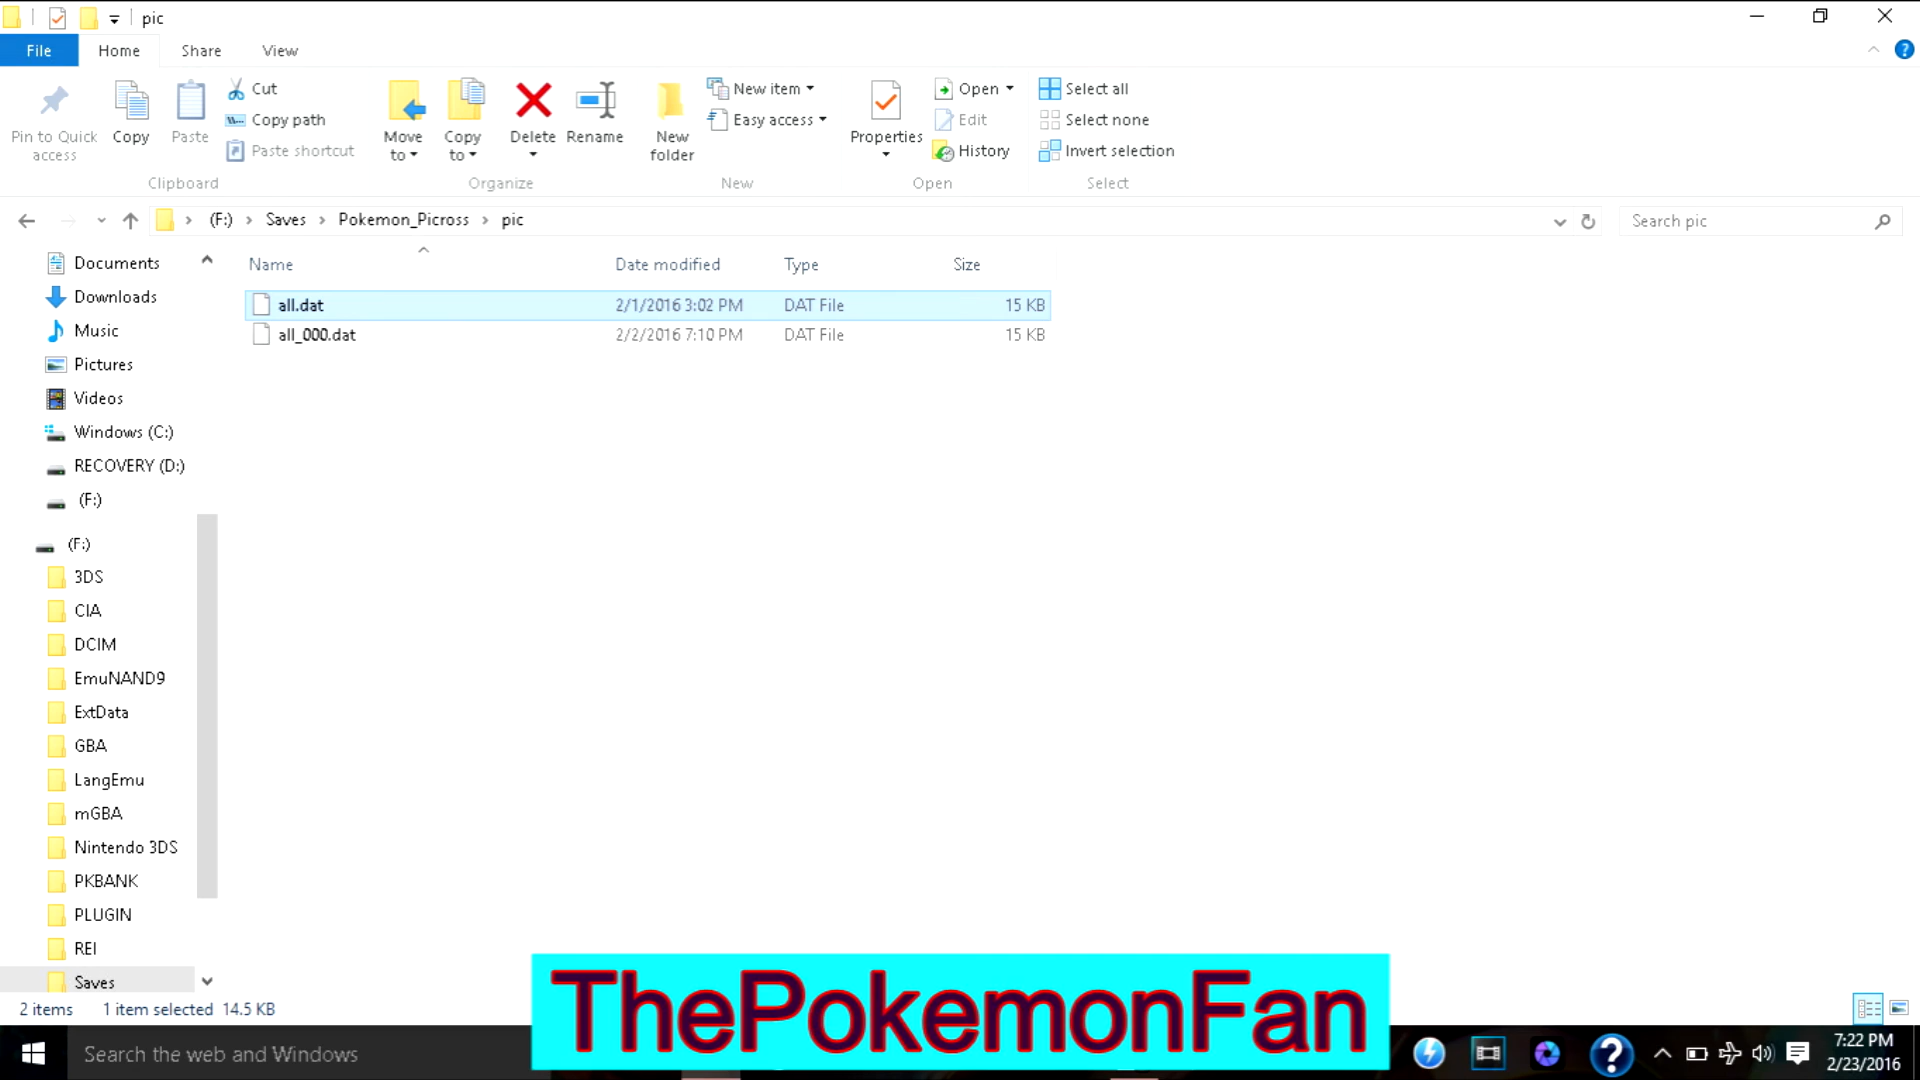 pic
File Home Share View
Pin to Quick access
Copy
Paste
Cut
Copy path
Paste shortcut
Clipboard
Move to
Copy to
Delete
Rename
Organize
New folder
New item
Easy access
New
Properties
Open
Edit
History
Open
Select all
Select none
Invert selection
Select
(F:) Saves Pokemon_Picross pic
Search pic
Name Date modified Type Size
all.dat 2/1/2016 3:02 PM DAT File 15 KB
all_000.dat 2/2/2016 7:10 PM DAT File 15 KB
Documents
Downloads
Music
Pictures
Videos
Windows (C:)
RECOVERY (D:)
(F:)
(F:)
3DS
CIA
DCIM
EmuNAND9
ExtData
GBA
LangEmu
mGBA
Nintendo 3DS
PKBANK
PLUGIN
REI
Saves
2 items 1 item selected 14.5 KB
ThePokemonFan
Search the web and Windows
7:22 PM
2/23/2016